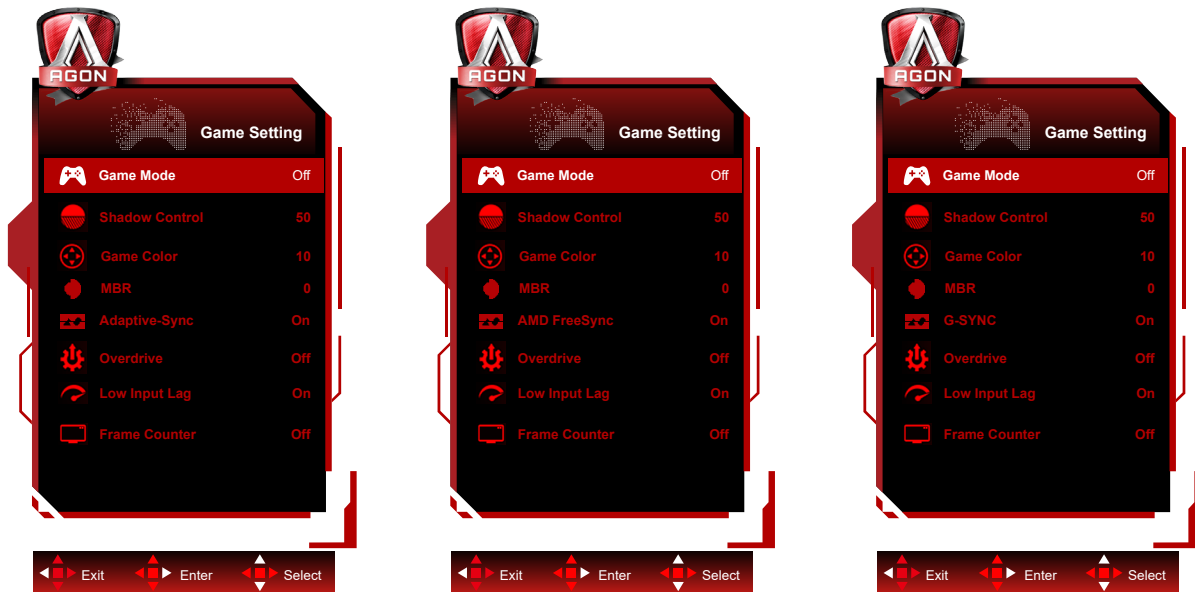 AGON
Game Setting
Game Mode Off
Shadow Control 50
Game Color 10
MBR 0
Adaptive-Sync On
Overdrive Off
Low Input Lag On
Frame Counter Off
Exit Enter Select
AGON
Game Setting
Game Mode Off
Shadow Control 50
Game Color 10
MBR 0
AMD FreeSync On
Overdrive Off
Low Input Lag On
Frame Counter Off
Exit Enter Select
AGON
Game Setting
Game Mode Off
Shadow Control 50
Game Color 10
MBR 0
G-SYNC On
Overdrive Off
Low Input Lag On
Frame Counter Off
Exit Enter Select